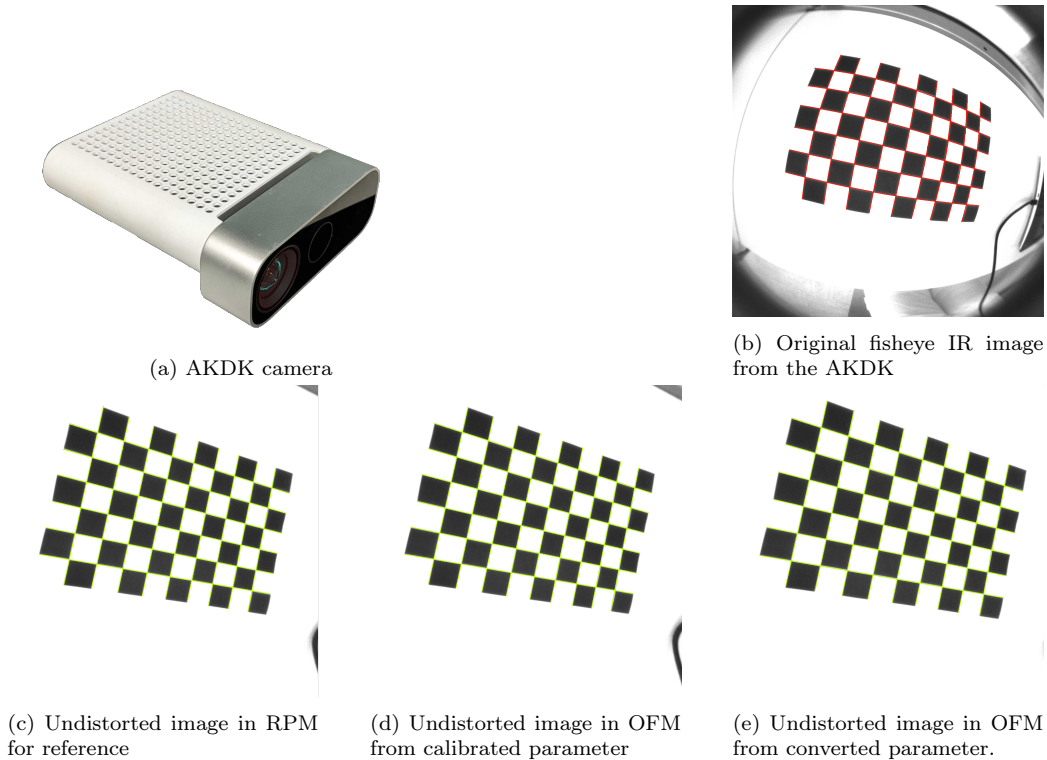 (a) AKDK camera
(b) Original fisheye IR image
from the AKDK
(c) Undistorted image in RPM
for reference
(d) Undistorted image in OFM
from calibrated parameter
(e) Undistorted image in OFM
from converted parameter.